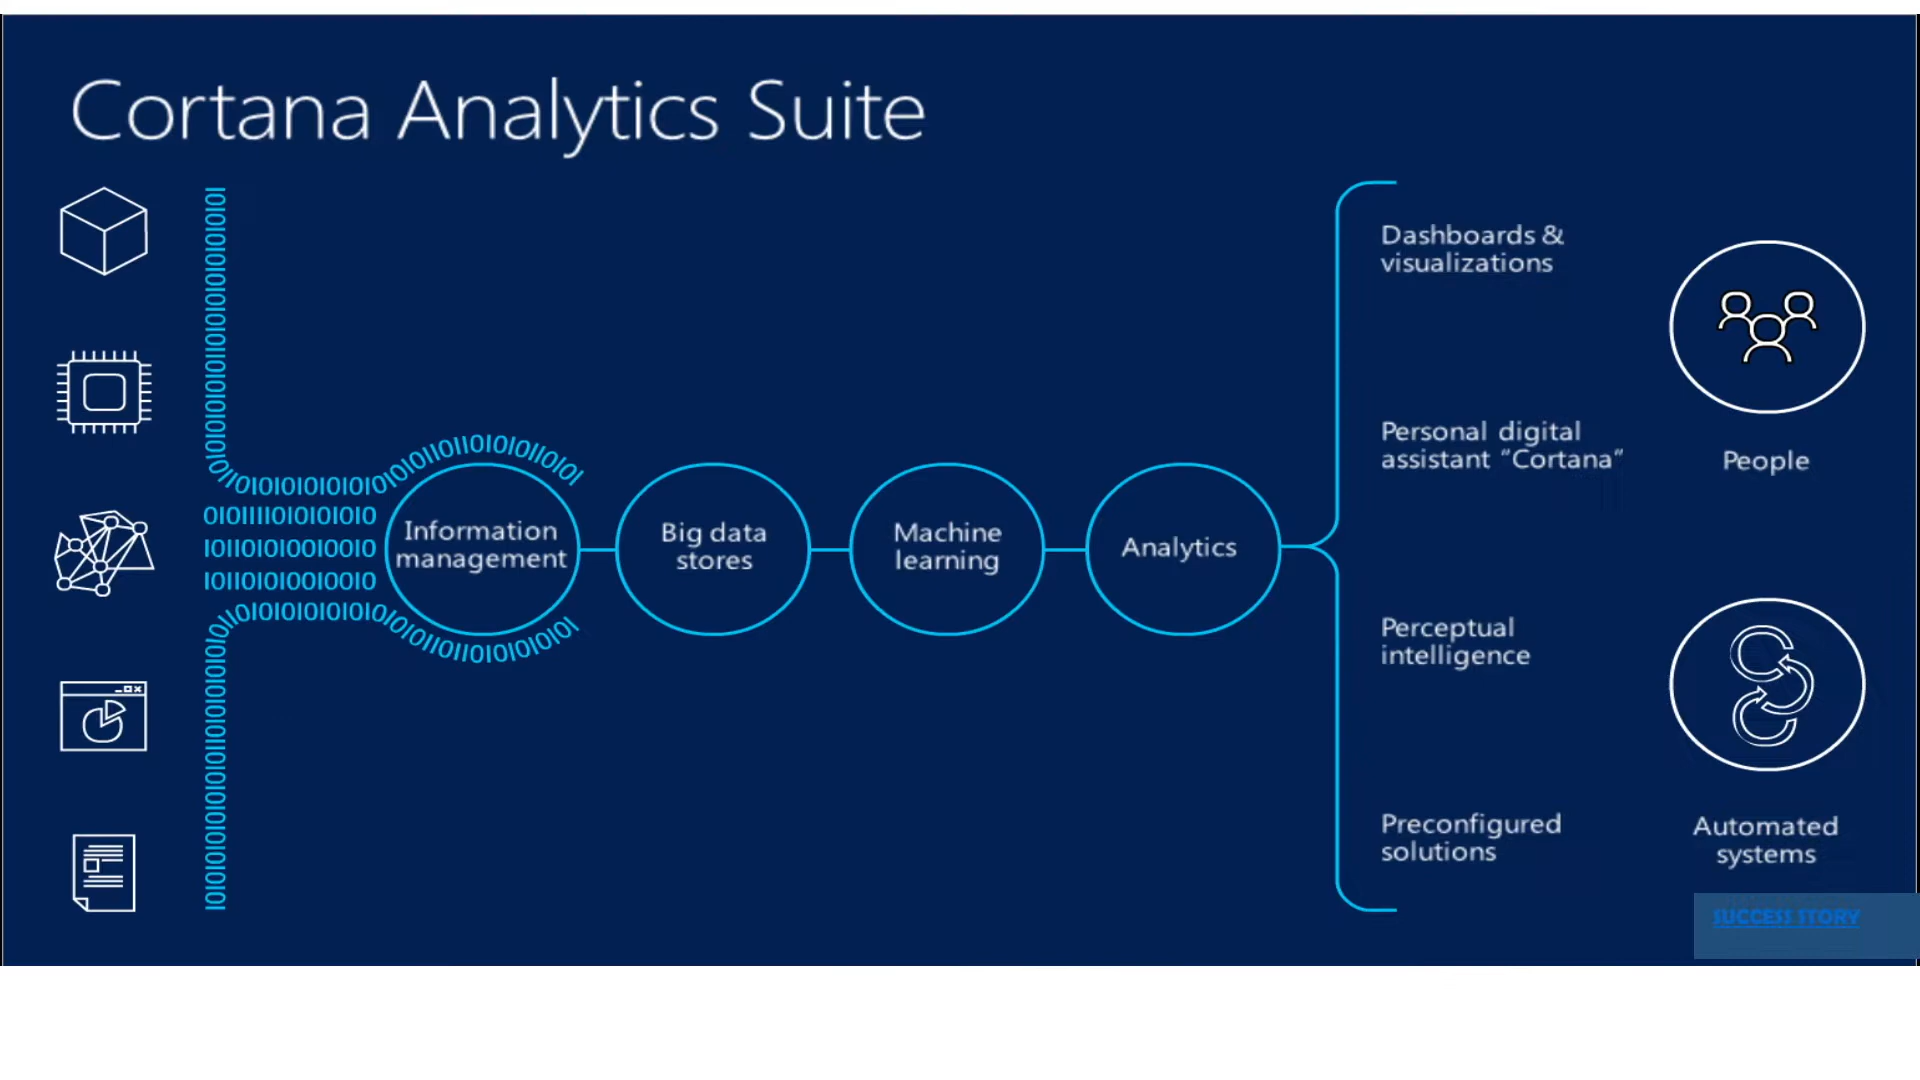 Cortana Analytics Suite
Information
management
Big data
stores
Machine
learning
Analytics
Dashboards &
visualizations
Personal digital
assistant “Cortana”
Perceptual
intelligence
Preconfigured
solutions
People
Automated
systems
SUCCESS STORY